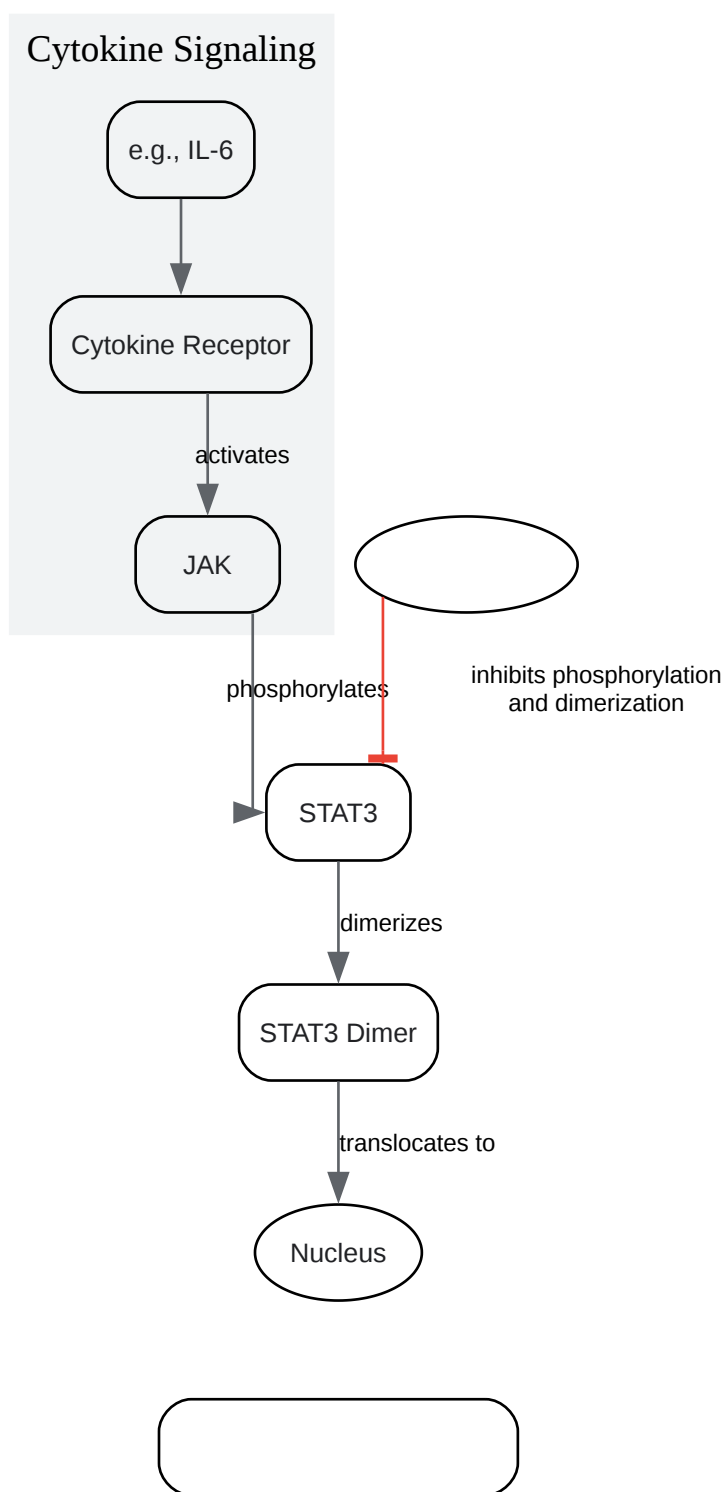 Cytokine Signaling
e.g., IL-6
Cytokine Receptor
activates
JAK
phosphorylates
inhibits phosphorylation
and dimerization
STAT3
dimerizes
STAT3 Dimer
translocates to
Nucleus